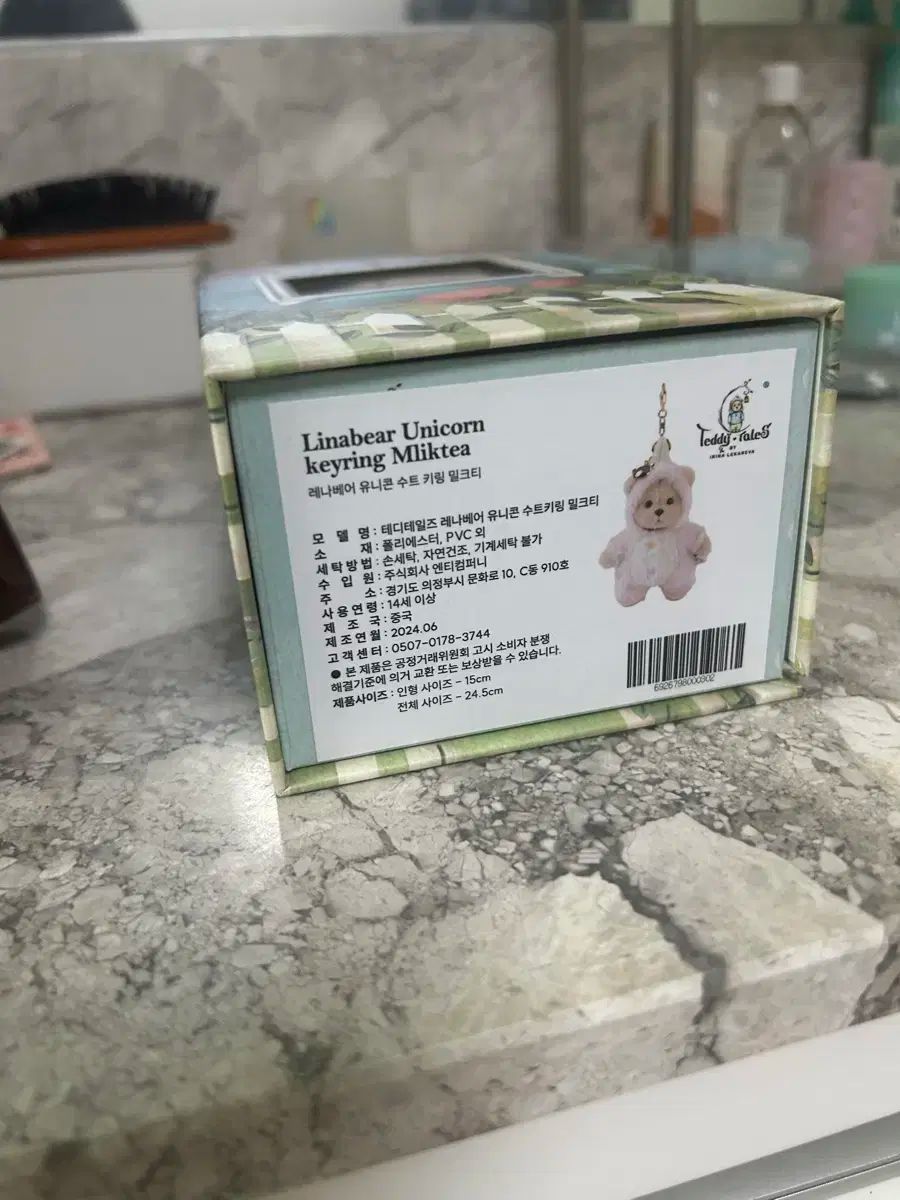 Linabear Unicorn
keyring Mliktea
레나베어 유니콘 수트 키링 밀크티
모 델 명 : 테디테일즈 레나베어 유니콘 수트키링 밀크티
소 재 : 폴리에스터, PVC 외
세탁방법 : 손세탁, 자연건조, 기계세탁 불가
수 입 원 : 주식회사 엔티컴퍼니
주 소 : 경기도 의정부시 문화로 10, C동 910호
사용연령 : 14세 이상
제 조 국 : 중국
제조연월 : 2024.06
고객센터 : 0507-0178-3744
● 본 제품은 공정거래위원회 고시 소비자 분쟁
해결기준에 의거 교환 또는 보상받을 수 있습니다.
제품사이즈 : 인형 사이즈 - 15cm
전체 사이즈 - 24.5cm
®
Teddy·Tales
BY
IRINA LEKANOVA
6926798000302